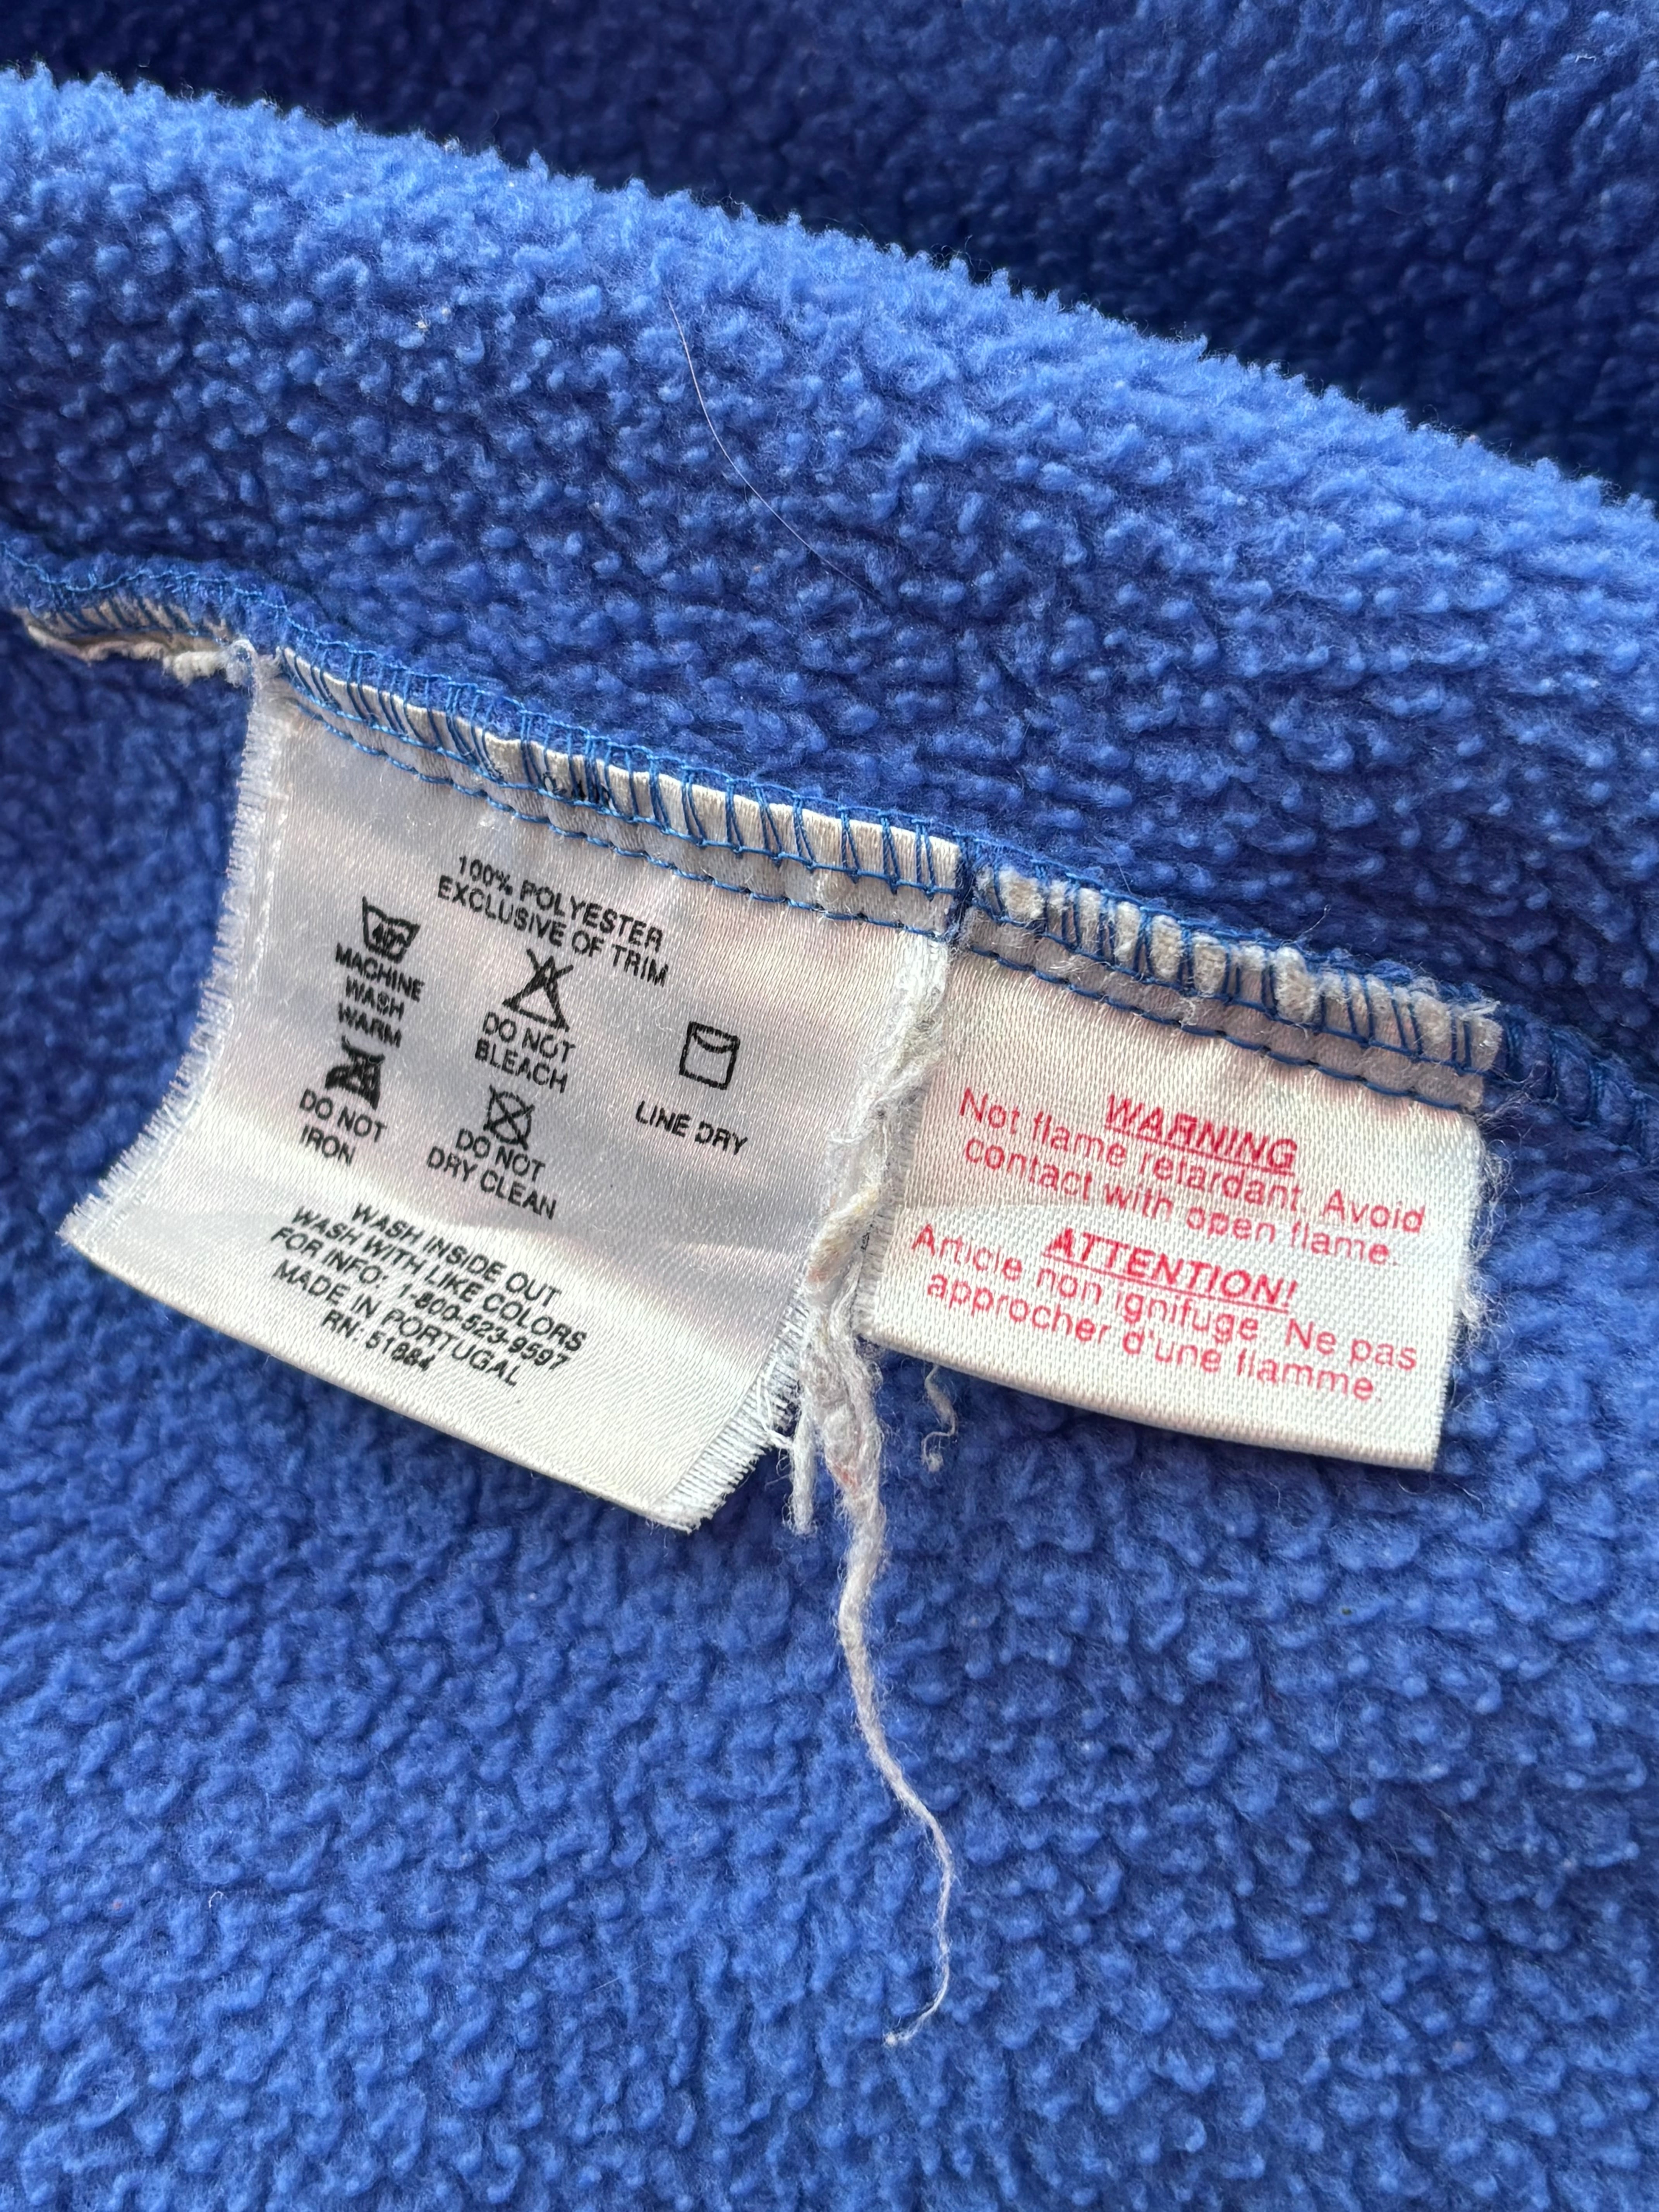 100% POLYESTER
EXCLUSIVE OF TRIM
40°
MACHINE
WASH
WARM
DO NOT
BLEACH
LINE DRY
DO NOT
IRON
DO NOT
DRY CLEAN
WASH INSIDE OUT
WASH WITH LIKE COLORS
FOR INFO: 1-800-523-9597
MADE IN PORTUGAL
RN: 51884
WARNING
Not flame retardant. Avoid
contact with open flame.
ATTENTION!
Article non ignifuge. Ne pas
approcher d'une flamme.